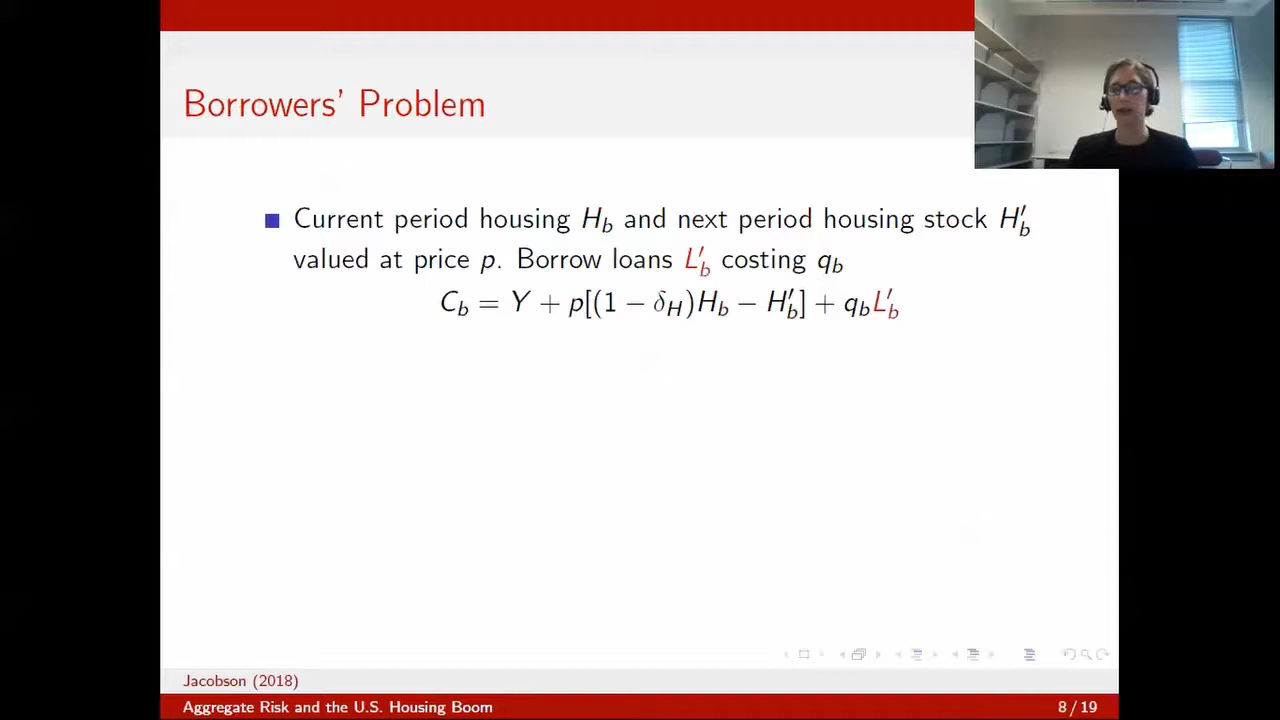 Borrowers' Problem
Current period housing H_b and next period housing stock H'_b
valued at price p. Borrow loans L'_b costing q_b
C_b = Y + p[(1 − δ_H)H_b − H'_b] + q_bL'_b
Jacobson (2018)
Aggregate Risk and the U.S. Housing Boom
8 / 19